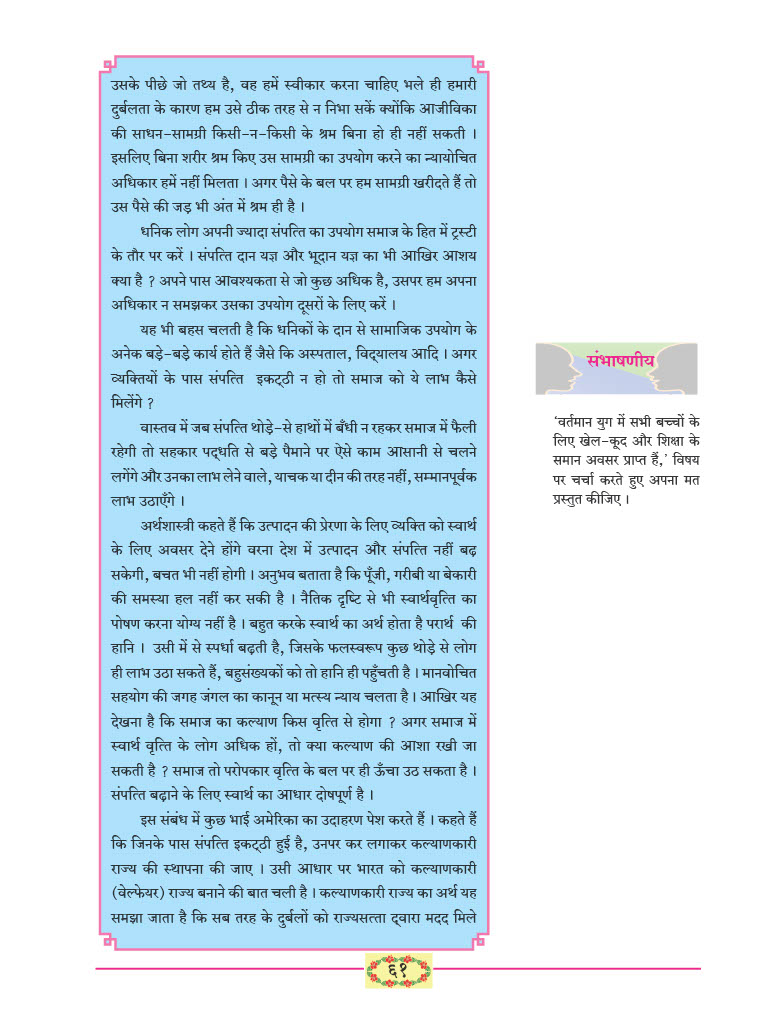 उसके पीछे जो तथ्य है, वह हमें स्वीकार करना चाहिए भले ही हमारी
दुर्बलता के कारण हम उसे ठीक तरह से न निभा सकें क्योंकि आजीविका
की साधन-सामग्री किसी-न-किसी के श्रम बिना हो ही नहीं सकती ।
इसलिए बिना शरीर श्रम किए उस सामग्री का उपयोग करने का न्यायोचित
अधिकार हमें नहीं मिलता । अगर पैसे के बल पर हम सामग्री खरीदते हैं तो
उस पैसे की जड़ भी अंत में श्रम ही है ।
धनिक लोग अपनी ज्यादा संपत्ति का उपयोग समाज के हित में ट्रस्टी
के तौर पर करें । संपत्ति दान यज्ञ और भूदान यज्ञ का भी आखिर आशय
क्या है ? अपने पास आवश्यकता से जो कुछ अधिक है, उसपर हम अपना
अधिकार न समझकर उसका उपयोग दूसरों के लिए करें ।
यह भी बहस चलती है कि धनिकों के दान से सामाजिक उपयोग के
अनेक बड़े-बड़े कार्य होते हैं जैसे कि अस्पताल, विद्यालय आदि । अगर
व्यक्तियों के पास संपत्ति इकट्ठी न हो तो समाज को ये लाभ कैसे
मिलेंगे ?
वास्तव में जब संपत्ति थोड़े-से हाथों में बँधी न रहकर समाज में फैली
रहेगी तो सहकार पद्धति से बड़े पैमाने पर ऐसे काम आसानी से चलने
लगेंगे और उनका लाभ लेने वाले, याचक या दीन की तरह नहीं, सम्मानपूर्वक
लाभ उठाएँगे ।
अर्थशास्त्री कहते हैं कि उत्पादन की प्रेरणा के लिए व्यक्ति को स्वार्थ
के लिए अवसर देने होंगे वरना देश में उत्पादन और संपत्ति नहीं बढ़
सकेगी, बचत भी नहीं होगी । अनुभव बताता है कि पूँजी, गरीबी या बेकारी
की समस्या हल नहीं कर सकी है । नैतिक दृष्टि से भी स्वार्थवृत्ति का
पोषण करना योग्य नहीं है । बहुत करके स्वार्थ का अर्थ होता है परार्थ की
हानि । उसी में से स्पर्धा बढ़ती है, जिसके फलस्वरूप कुछ थोड़े से लोग
ही लाभ उठा सकते हैं, बहुसंख्यकों को तो हानि ही पहुँचती है । मानवोचित
सहयोग की जगह जंगल का कानून या मत्स्य न्याय चलता है । आखिर यह
देखना है कि समाज का कल्याण किस वृत्ति से होगा ? अगर समाज में
स्वार्थ वृत्ति के लोग अधिक हों, तो क्या कल्याण की आशा रखी जा
सकती है ? समाज तो परोपकार वृत्ति के बल पर ही ऊँचा उठ सकता है ।
संपत्ति बढ़ाने के लिए स्वार्थ का आधार दोषपूर्ण है ।
इस संबंध में कुछ भाई अमेरिका का उदाहरण पेश करते हैं । कहते हैं
कि जिनके पास संपत्ति इकट्ठी हुई है, उनपर कर लगाकर कल्याणकारी
राज्य की स्थापना की जाए । उसी आधार पर भारत को कल्याणकारी
(वेल्फेयर) राज्य बनाने की बात चली है । कल्याणकारी राज्य का अर्थ यह
समझा जाता है कि सब तरह के दुर्बलों को राज्यसत्ता द्वारा मदद मिले
संभाषणीय
‘वर्तमान युग में सभी बच्चों के
लिए खेल-कूद और शिक्षा के
समान अवसर प्राप्त हैं,’ विषय
पर चर्चा करते हुए अपना मत
प्रस्तुत कीजिए ।
६१